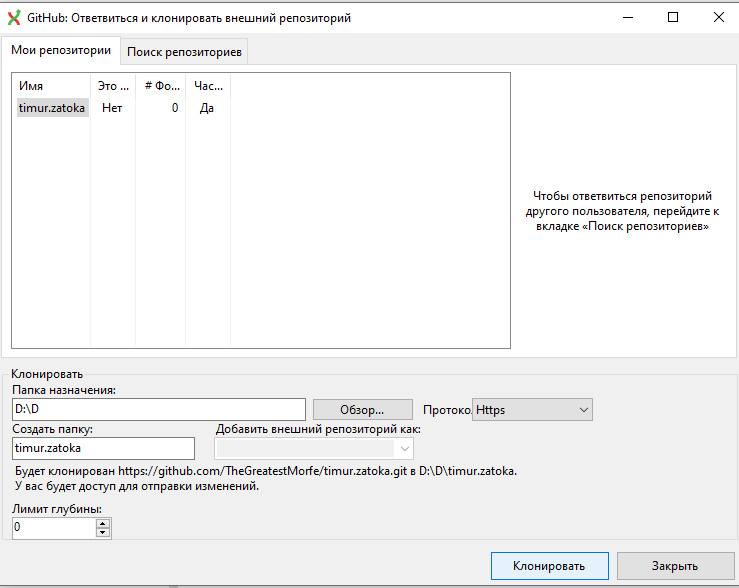 GitHub: Ответвиться и клонировать внешний репозиторий
Мои репозитории
Поиск репозиториев
Имя Это ... # Фо... Час...
timur.zatoka Нет 0 Да
Чтобы ответвиться репозиторий
другого пользователя, перейдите к
вкладке «Поиск репозиториев»
Клонировать
Папка назначения:
D:\D Обзор... Протоко. Https
Создать папку: Добавить внешний репозиторий как:
timur.zatoka
Будет клонирован https://github.com/TheGreatestMorfe/timur.zatoka.git в D:\D\timur.zatoka.
У вас будет доступ для отправки изменений.
Лимит глубины:
0
Клонировать Закрыть